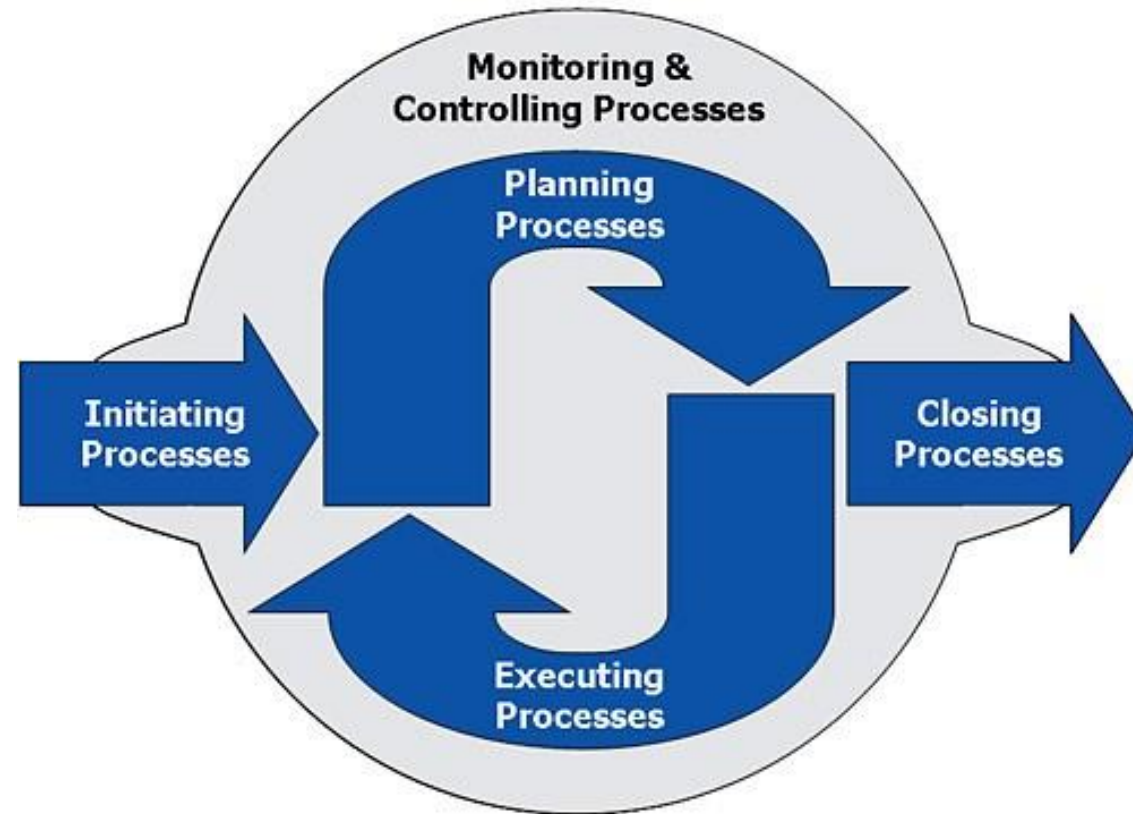 Monitoring &
Controlling Processes
Planning
Processes
Initiating
Processes
Closing
Processes
Executing
Processes